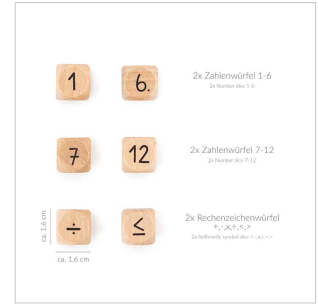 1
6.
2x Zahlenwürfel 1-6
2x Number dice 1-6
7
12
2x Zahlenwürfel 7-12
2x Number dice 7-12
÷
≤
2x Rechenzeichenwürfel
+,-,x,÷,≤,≥
ca. 1,6 cm
ca. 1,6 cm